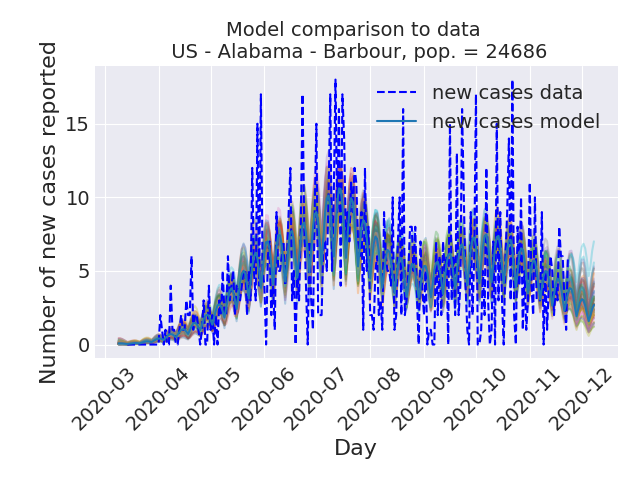 Model comparison to data
US - Alabama - Barbour, pop. = 24686
new cases data
new cases model
Number of new cases reported
15
10
5
0
2020-03
2020-04
2020-05
2020-06
2020-07
2020-08
2020-09
2020-10
2020-11
2020-12
Day